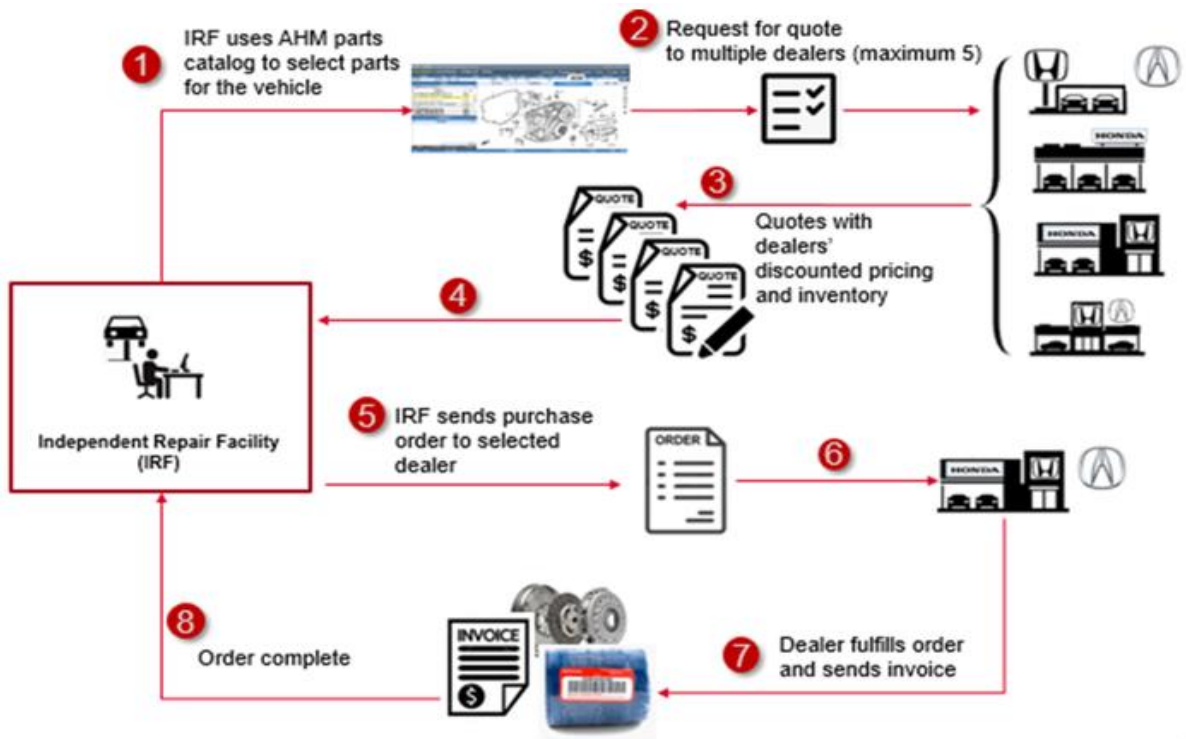 1
IRF uses AHM parts
catalog to select parts
for the vehicle
2
Request for quote
to multiple dealers (maximum 5)
HONDA
HONDA
3
QUOTE
$
QUOTE
$
QUOTE
$
QUOTE
$
Quotes with
dealers'
discounted pricing
and inventory
4
Independent Repair Facility
(IRF)
5
IRF sends purchase
order to selected
dealer
ORDER
6
HONDA
7
Dealer fulfills order
and sends invoice
INVOICE
$
8
Order complete